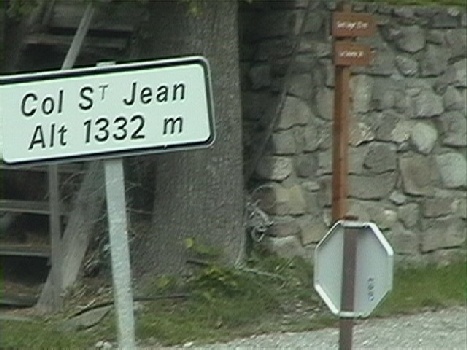 Col Sᵀ Jean
Alt 1332 m